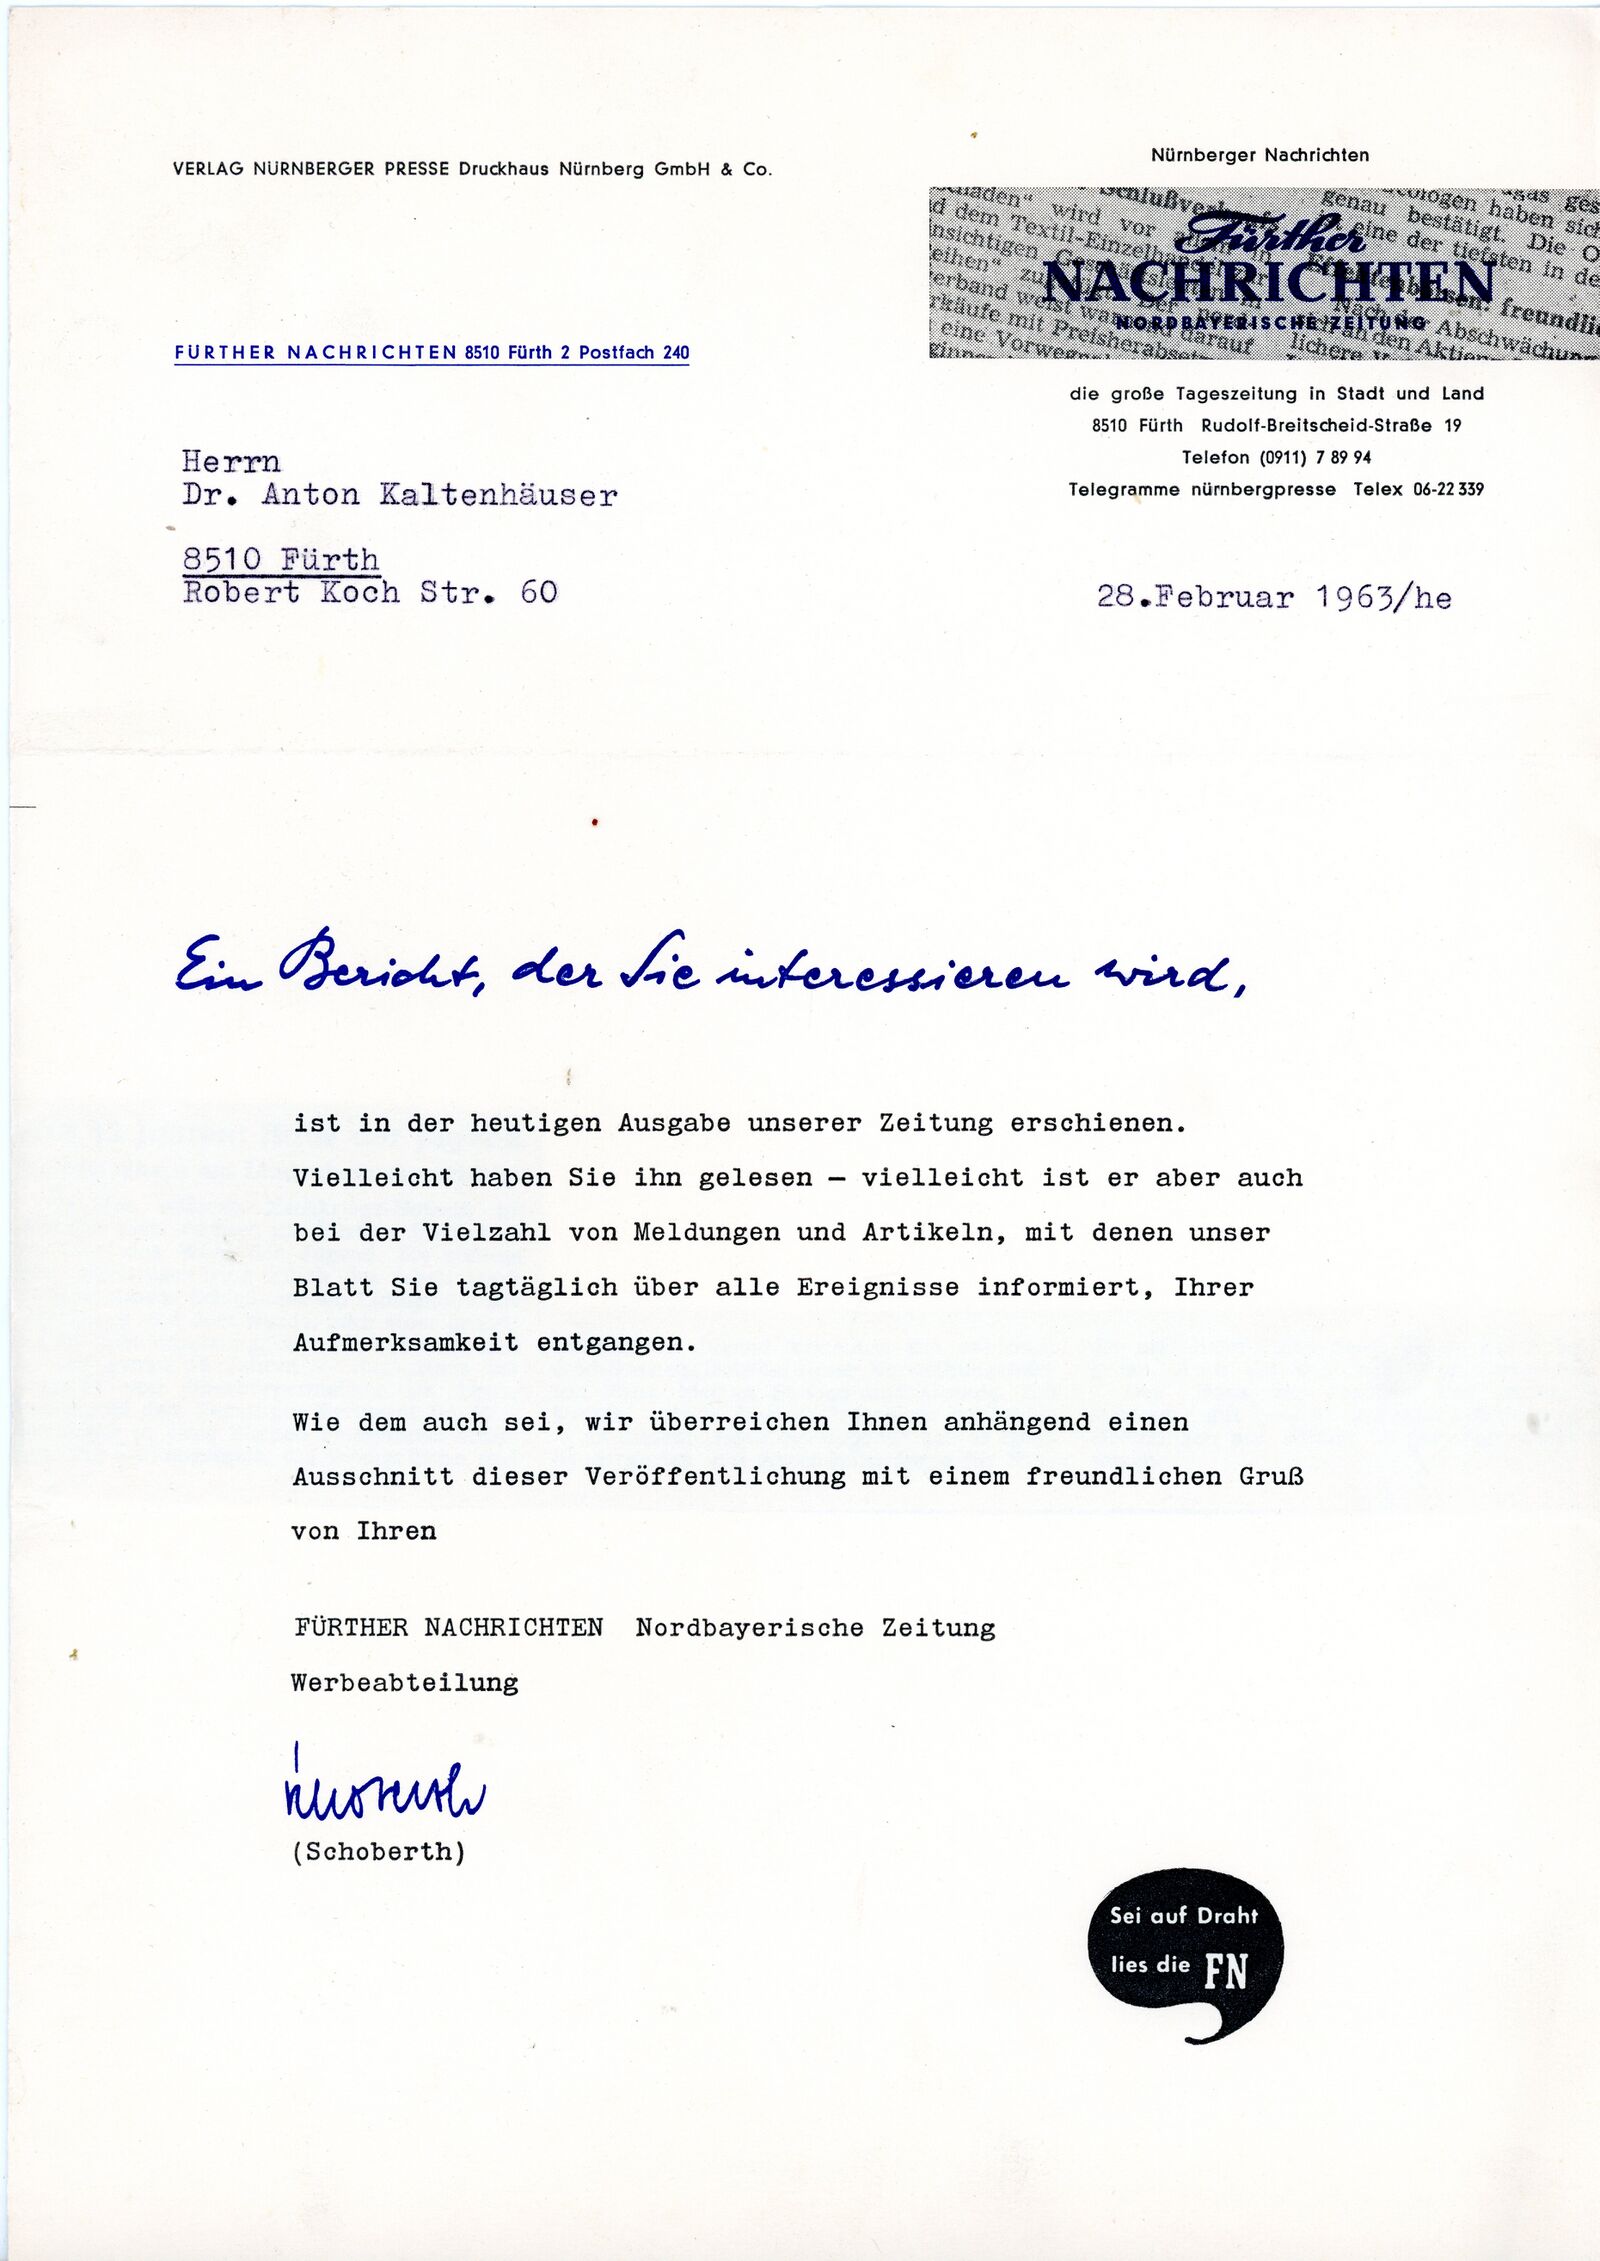 VERLAG NÜRNBERGER PRESSE Druckhaus Nürnberg GmbH & Co.
Nürnberger Nachrichten
Fürther
NACHRICHTEN
NORDBAYERISCHE ZEITUNG
FÜRTHER NACHRICHTEN 8510 Fürth 2 Postfach 240
die große Tageszeitung in Stadt und Land
8510 Fürth Rudolf-Breitscheid-Straße 19
Telefon (0911) 7 89 94
Telegramme nürnbergpresse Telex 06-22 339
Herrn
Dr. Anton Kaltenhäuser
8510 Fürth
Robert Koch Str. 60
28.Februar 1963/he
Ein Bericht, der Sie interessieren wird,
ist in der heutigen Ausgabe unserer Zeitung erschienen.
Vielleicht haben Sie ihn gelesen – vielleicht ist er aber auch
bei der Vielzahl von Meldungen und Artikeln, mit denen unser
Blatt Sie tagtäglich über alle Ereignisse informiert, Ihrer
Aufmerksamkeit entgangen.
Wie dem auch sei, wir überreichen Ihnen anhängend einen
Ausschnitt dieser Veröffentlichung mit einem freundlichen Gruß
von Ihren
FÜRTHER NACHRICHTEN Nordbayerische Zeitung
Werbeabteilung
(Schoberth)
Sei auf Draht
lies die FN